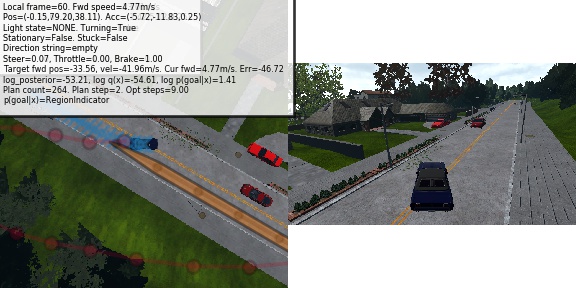 Local frame=60. Fwd speed=4.77m/s
Pos=(-0.15,79.20,38.11). Acc=(-5.72,-11.83,0.25)
Light state=NONE. Turning=True
Stationary=False. Stuck=False
Direction string=empty
Steer=0.07, Throttle=0.00, Brake=1.00
Target fwd pos=-33.56, vel=-41.96m/s. Cur fwd=4.77m/s. Err=-46.72
log_posterior=-53.21, log q(x)=-54.61, log p(goal|x)=1.41
Plan count=264. Plan step=2. Opt steps=9.00
p(goal|x)=RegionIndicator